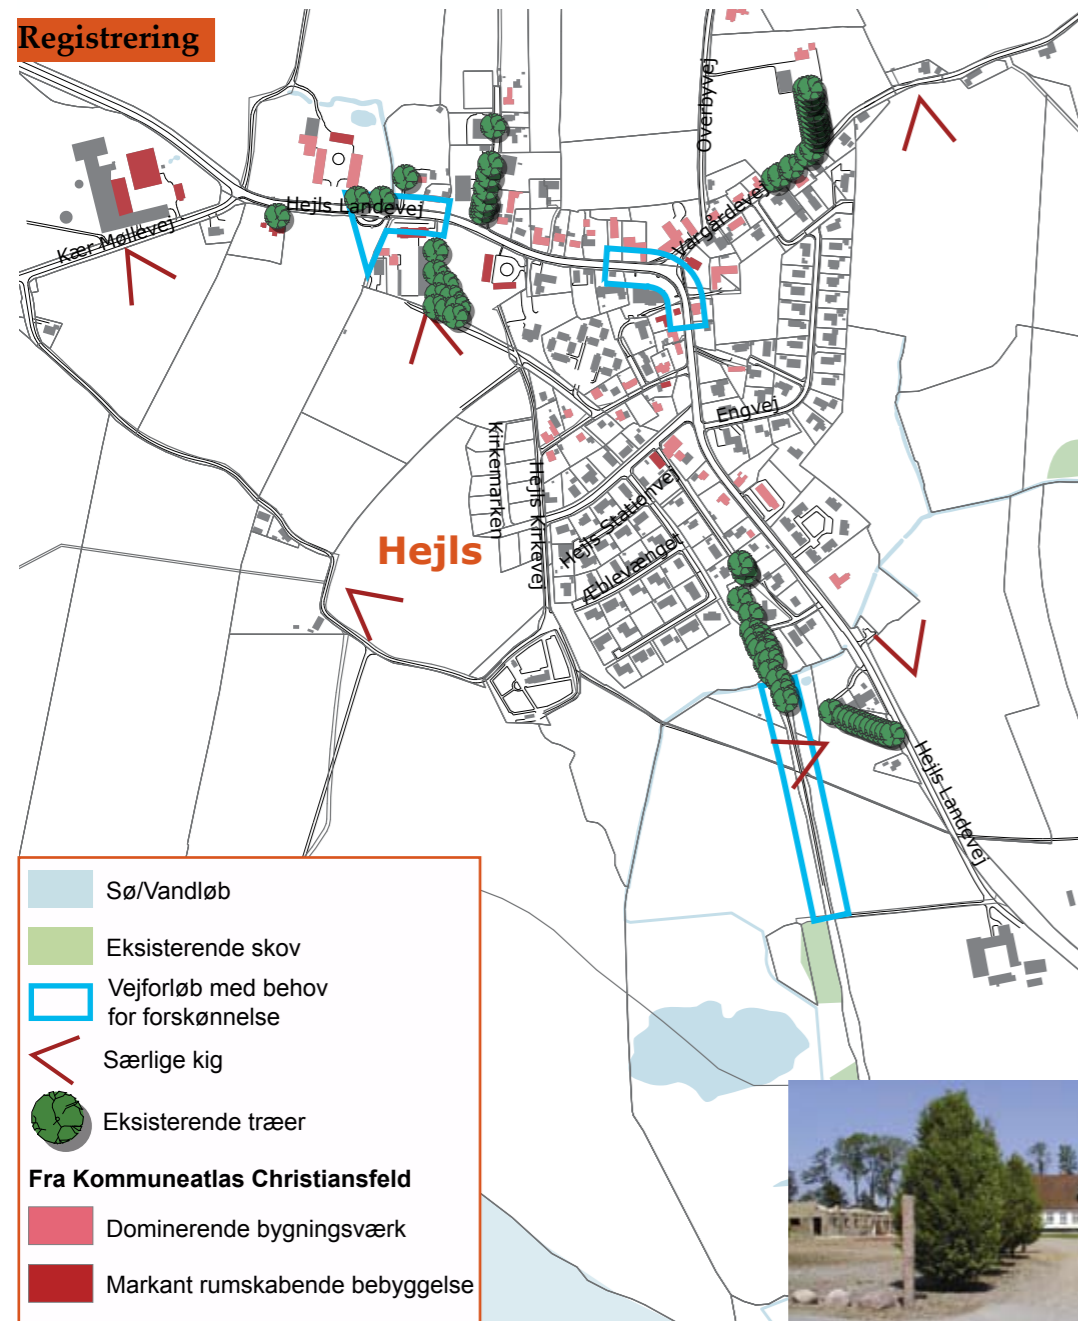 Registrering
Overbyvej
Hejls Landevej
Vargårdevej
Kær Møllevej
Engvej
Kirkemarken
Hejls Kirkevej
Hejls Stationvej
Hejls
Æblevænget
Hejls Landevej
Sø/Vandløb
Eksisterende skov
Vejforløb med behov
for forskønnelse
Særlige kig
Eksisterende træer
Fra Kommuneatlas Christiansfeld
Dominerende bygningsværk
Markant rumskabende bebyggelse